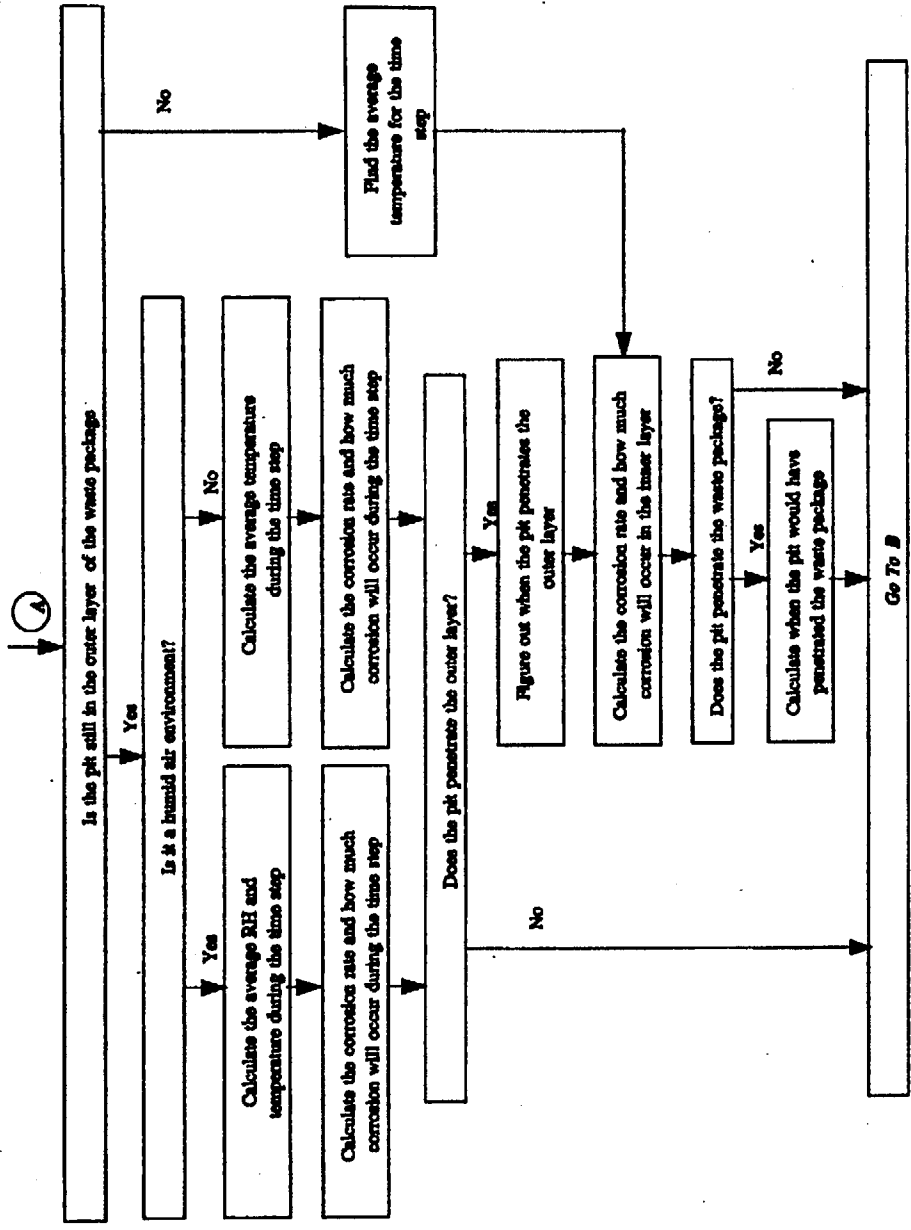 A
Is the pit still in the outer layer of the waste package
Yes
No
Is it a humid air environment?
Yes
No
Calculate the average RH and
temperature during the time step
Calculate the average temperature
during the time step
Find the average
temperature for the time
step
Calculate the corrosion rate and how much
corrosion will occur during the time step
Calculate the corrosion rate and how much
corrosion will occur during the time step
Does the pit penetrate the outer layer?
No
Yes
Figure out when the pit penetrates the
outer layer
Calculate the corrosion rate and how much
corrosion will occur in the inner layer
Does the pit penetrate the waste package?
Yes
No
Calculate when the pit would have
penetrated the waste package
Go To B